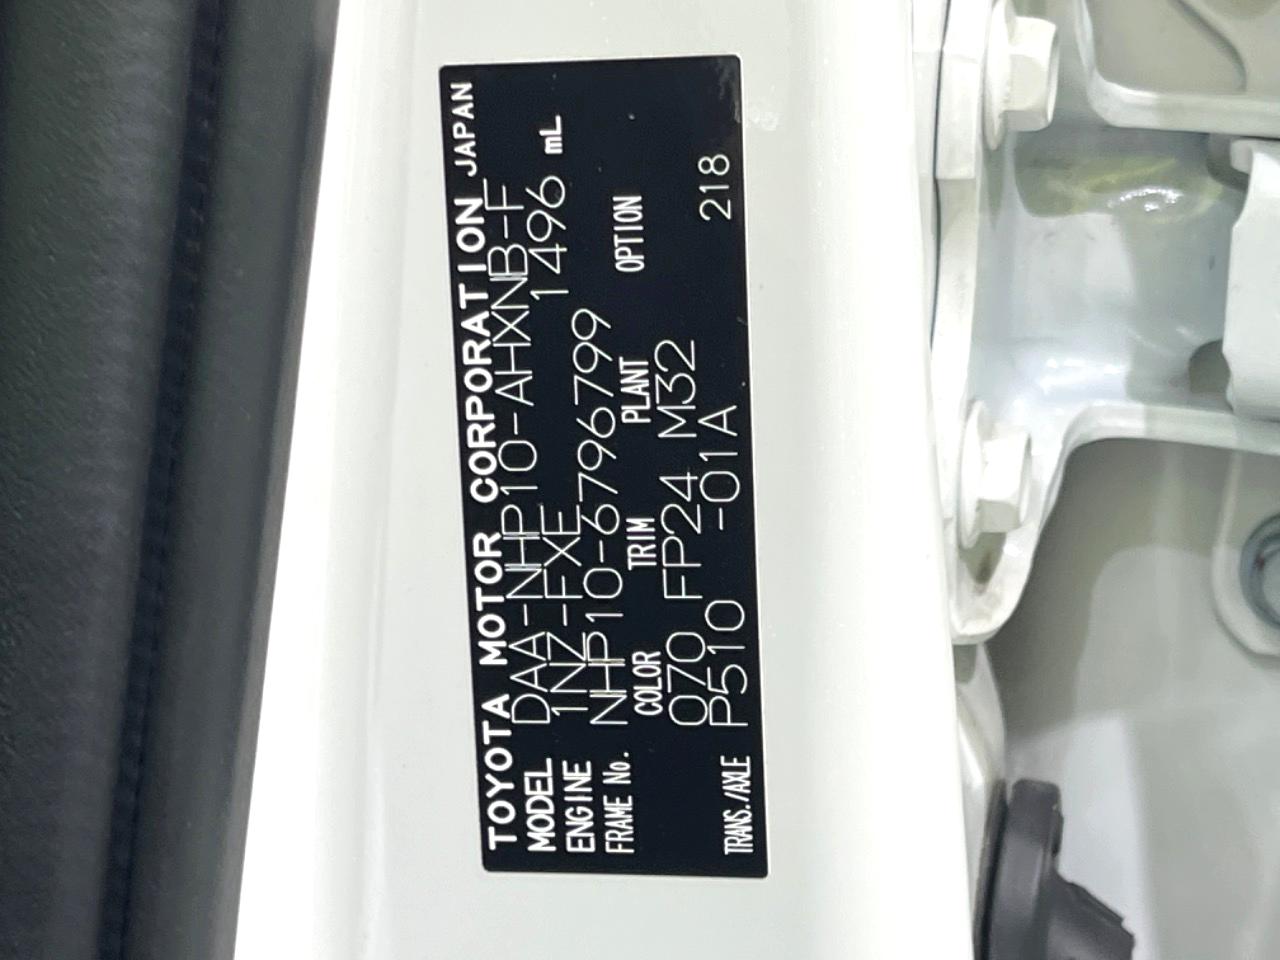 TOYOTA MOTOR CORPORATION JAPAN
MODEL DAA-NHP10-AHXNB-F
ENGINE 1NZ-FXE 1496 mL
FRAME No. NHP10-6796799
COLOR TRIM PLANT OPTION
070 FP24 M32
TRANS./AXLE P510 -01A 218